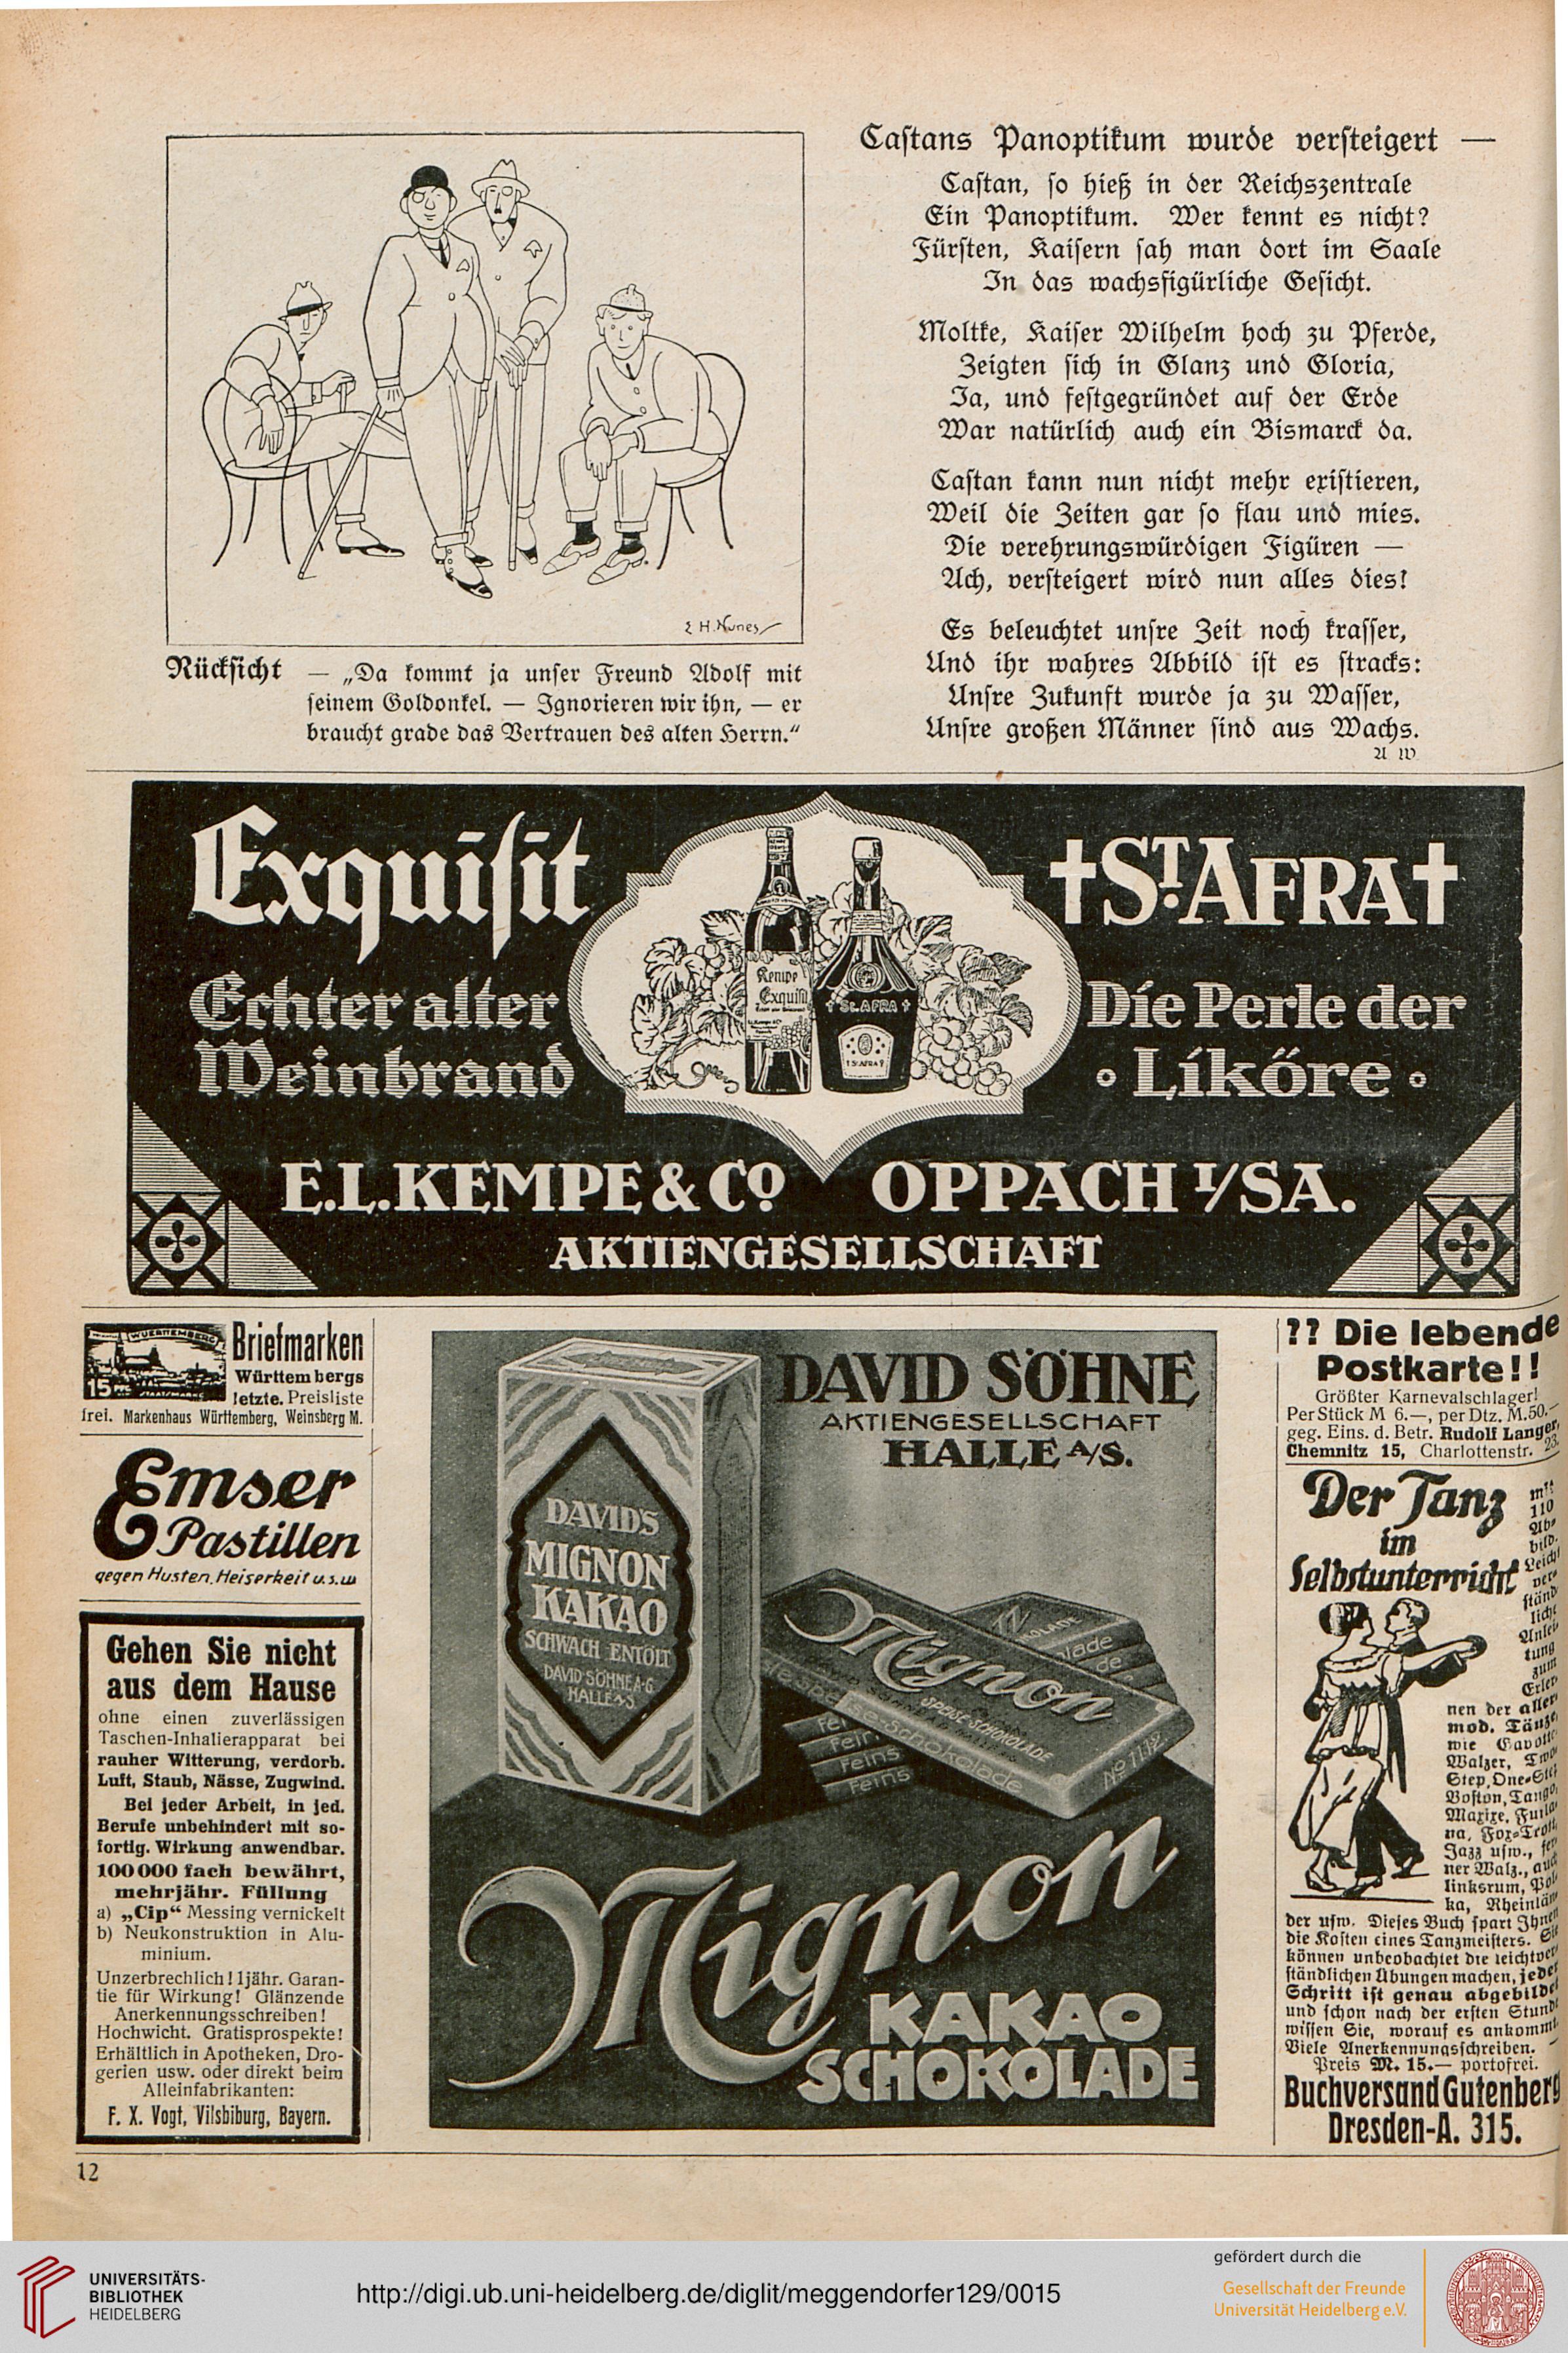 E. H. Nunes
Rückſicht — „Da kommt ja unſer Freund Adolf mit
ſeinem Goldonkel. — Ignorieren wir ihn, — er
braucht grade das Vertrauen des alten Herrn."
Caſtans Panoptikum wurde verſteigert —
Caſtan, ſo hieß in der Reichszentrale
Ein Panoptikum. Wer kennt es nicht?
Fürſten, Kaiſern ſah man dort im Saale
In das wachsfigürliche Geſicht.
Moltke, Kaiſer Wilhelm hoch zu Pferde,
Zeigten ſich in Glanz und Gloria,
Ja, und feſtgegründet auf der Erde
War natürlich auch ein Bismarck da.
Caſtan kann nun nicht mehr exiſtieren,
Weil die Zeiten gar ſo flau und mies.
Die verehrungswürdigen Figüren —
Ach, verſteigert wird nun alles dies!
Es beleuchtet unſre Zeit noch kraſſer,
Und ihr wahres Abbild iſt es ſtracks:
Unſre Zukunft wurde ja zu Waſſer,
Unſre großen Männer ſind aus Wachs.
A W
Exquiſit
Echter alter
Weinbrand
Kempe
Exquiſit
† ST. AFRA †
† ST. AFRA †
† ST. AFRA †
Die Perle der
Liköre
E. L. KEMPE & Co OPPACH I/SA.
AKTIENGESELLSCHAFT
WUERTTEMBERG
15
Briefmarken
Württembergs
letzte. Preisliste
frei. Markenhaus Württemberg, Weinsberg M.
Emser
Pastillen
gegen Husten, Heiserkeit u. s. w
Gehen Sie nicht
aus dem Hause
ohne einen zuverlässigen
Taschen-Inhalierapparat bei
rauher Witterung, verdorb.
Luft, Staub, Nässe, Zugwind.
Bei jeder Arbeit, in jed.
Berufe unbehindert mit so-
fortig. Wirkung anwendbar.
100 000 fach bewährt,
mehrjähr. Füllung
a) „Cip" Messing vernickelt
b) Neukonstruktion in Alu-
minium.
Unzerbrechlich! 1jähr. Garan-
tie für Wirkung! Glänzende
Anerkennungsschreiben!
Hochwicht. Gratisprospekte!
Erhältlich in Apotheken, Dro-
gerien usw. oder direkt beim
Alleinfabrikanten:
F. X. Vogt, Vilsbiburg, Bayern.
DAVID SÖHNE
AKTIENGESELLSCHAFT
HALLE A/S.
DAVIDS
MIGNON
KAKAO
SCHWACH ENTÖLT
DAVID SÖHNE A-G
HALLE A/S.
Mignon
SPEISE-SCHOKOLADE
No 1112
Feins
Feins
Mignon
KAKAO
SCHOKOLADE
?? Die lebende
Postkarte!!
Größter Karnevalschlager!
Per Stück M 6.—, per Dtz. M. 50.—
geg. Eins. d. Betr. Rudolf Langer,
Chemnitz 15, Charlottenstr. 23.
Der Tanz
im
Selbstunterricht
mit
110
Ab-
bild.
Leicht
ver-
ſtänd-
licht
Anlei-
tung
zum
Erler-
nen der aller-
mod. Tänze,
wie Gavotte,
Walzer, Two-
Step, One-Step
Boſton, Tango,
Maxixe, Furla-
na, Fox-Trott,
Jazz uſw., fer-
ner Walz., auch
linksrum, Pol-
ka, Rheinlän-
der uſw. Dieſes Buch ſpart Ihnen
die Koſten eines Tanzmeiſters. Sie
können unbeobachtet die leichtver-
ſtändlichen Übungen machen, jeder
Schritt iſt genau abgebildet
und ſchon nach der erſten Stunde
wiſſen Sie, worauf es ankommt.
Viele Anerkennungsſchreiben. —
Preis M. 15.— portofrei.
Buchversand Gutenberg
Dresden-A. 315.
12
UNIVERSITÄTS-
BIBLIOTHEK
HEIDELBERG
http://digi.ub.uni-heidelberg.de/diglit/meggendorfer129/0015
gefördert durch die
Gesellschaft der Freunde
Universität Heidelberg e.V.